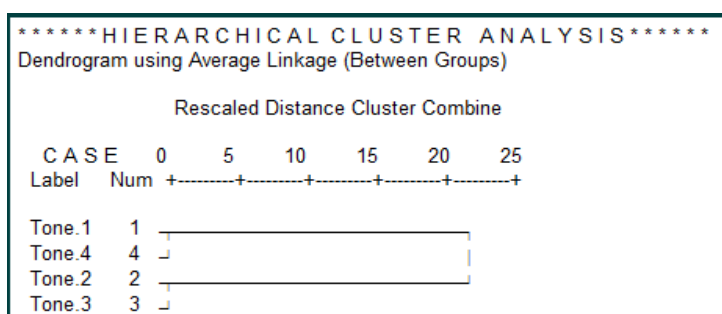 ******HIERARCHICAL CLUSTER ANALYSIS******
Dendrogram using Average Linkage (Between Groups)
Rescaled Distance Cluster Combine
CASE 0 5 10 15 20 25
Label Num +---------+---------+---------+---------+---------+
Tone.1 1
Tone.4 4
Tone.2 2
Tone.3 3